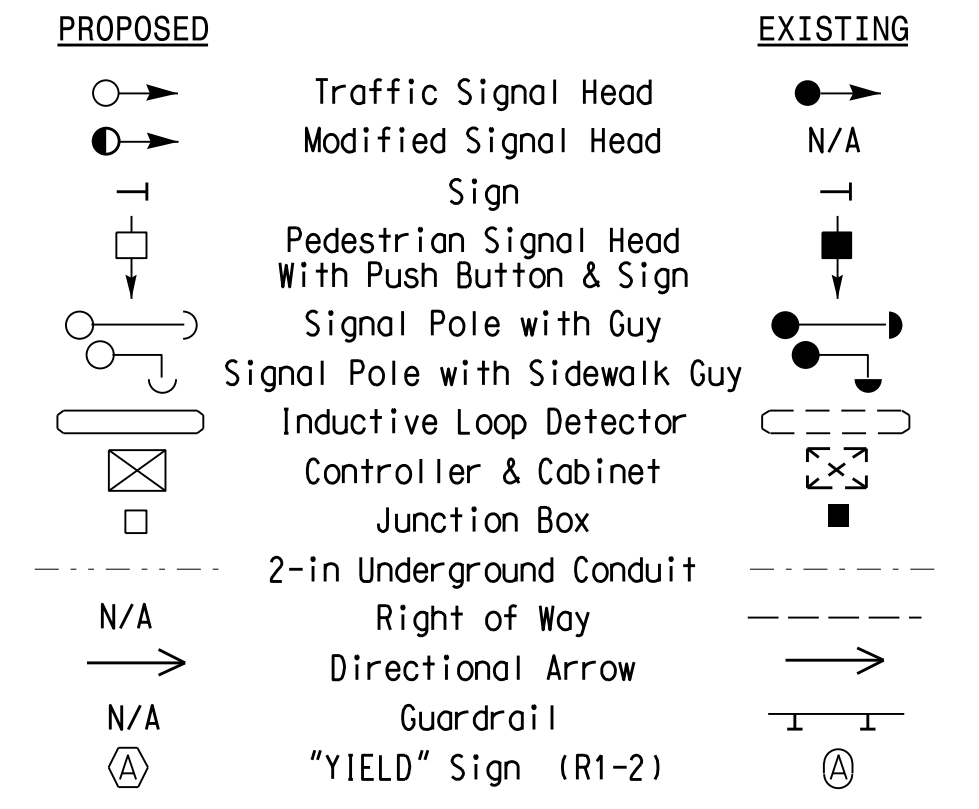 PROPOSED EXISTING
Traffic Signal Head
Modified Signal Head N/A
Sign
Pedestrian Signal Head
With Push Button & Sign
Signal Pole with Guy
Signal Pole with Sidewalk Guy
Inductive Loop Detector
Controller & Cabinet
Junction Box
2-in Underground Conduit
N/A Right of Way
Directional Arrow
N/A Guardrail
A "YIELD" Sign (R1-2) A